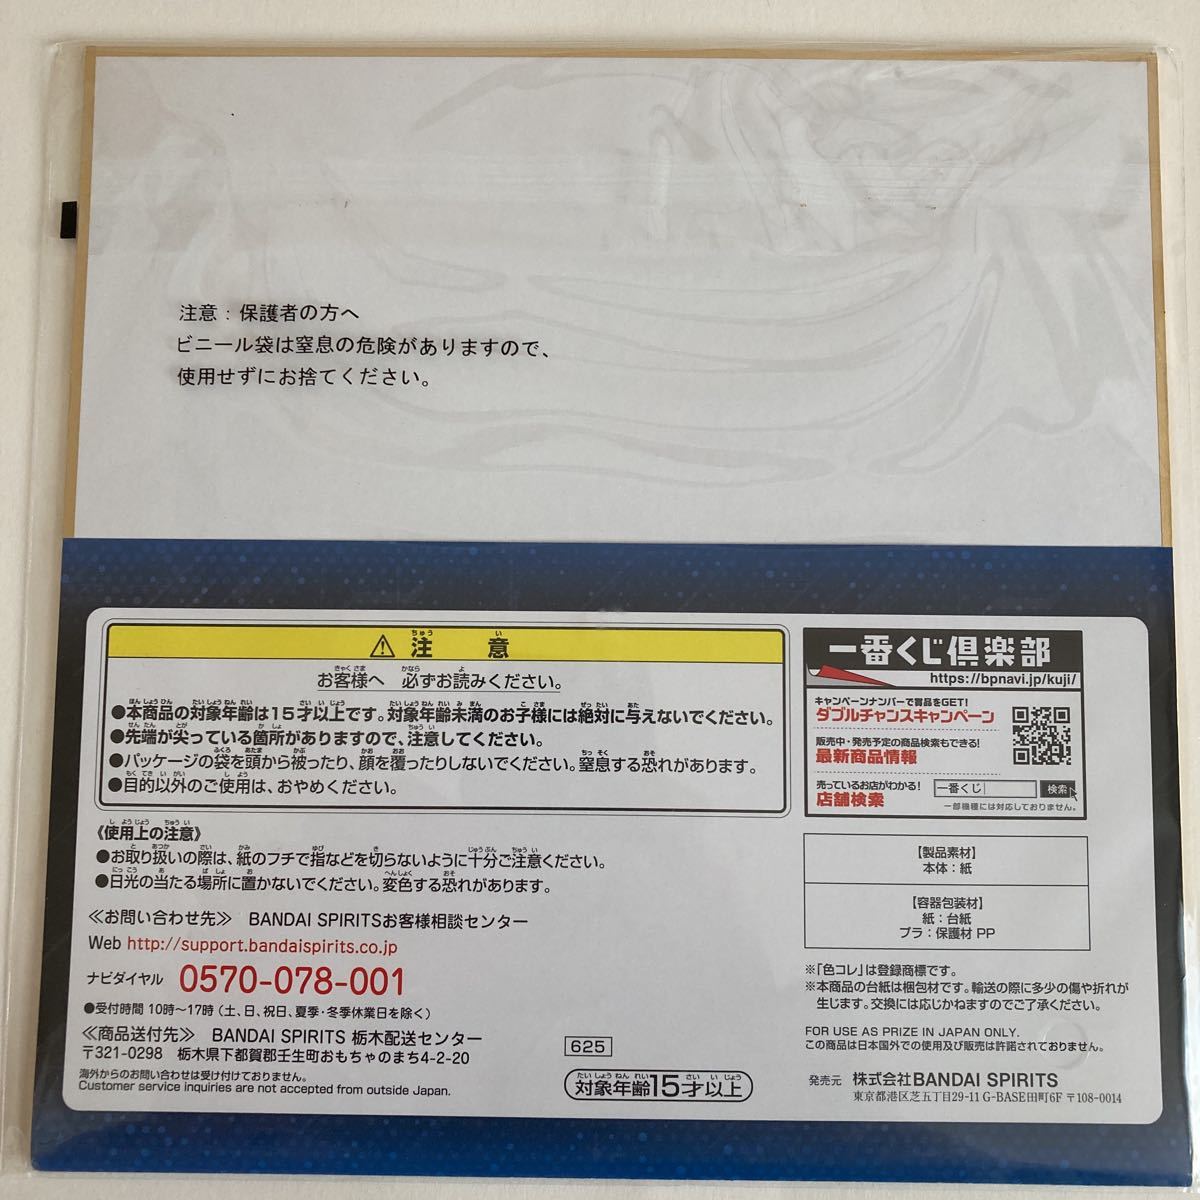 注意：保護者の方へ
ビニール袋は窒息の危険がありますので、
使用せずにお捨てください。
⚠ 注意
お客様へ 必ずお読みください。
●本商品の対象年齢は15才以上です。対象年齢未満のお子様には絶対に与えないでください。
●先端が尖っている箇所がありますので、注意してください。
●パッケージの袋を頭から被ったり、顔を覆ったりしないでください。窒息する恐れがあります。
●目的以外のご使用は、おやめください。
《使用上の注意》
●お取り扱いの際は、紙のフチで指などを切らないように十分ご注意ください。
●日光の当たる場所に置かないでください。変色する恐れがあります。
≪お問い合わせ先≫ BANDAI SPIRITSお客様相談センター
Web http://support.bandaispirits.co.jp
ナビダイヤル 0570-078-001
●受付時間 10時～17時（土、日、祝日、夏季・冬季休業日を除く）
≪商品送付先≫ BANDAI SPIRITS 栃木配送センター
〒321-0298 栃木県下都賀郡壬生町おもちゃのまち4-2-20
海外からのお問い合わせは受け付けておりません。
Customer service inquiries are not accepted from outside Japan.
625
対象年齢15才以上
一番くじ倶楽部
https://bpnavi.jp/kuji/
キャンペーンナンバーで賞品をGET!
ダブルチャンスキャンペーン
販売中・発売予定の商品検索もできる!
最新商品情報
売っているお店がわかる!
店舗検索
一番くじ 検索
一部機種には対応しておりません。
【製品素材】
本体：紙
【容器包装材】
紙：台紙
プラ：保護材 PP
※「色コレ」は登録商標です。
※本商品の台紙は梱包材です。輸送の際に多少の傷や折れが
生じます。交換には応じかねますのでご了承ください。
FOR USE AS PRIZE IN JAPAN ONLY.
この商品は日本国外での使用及び販売は許諾されておりません。
発売元 株式会社BANDAI SPIRITS
東京都港区芝五丁目29-11 G-BASE田町6F 〒108-0014